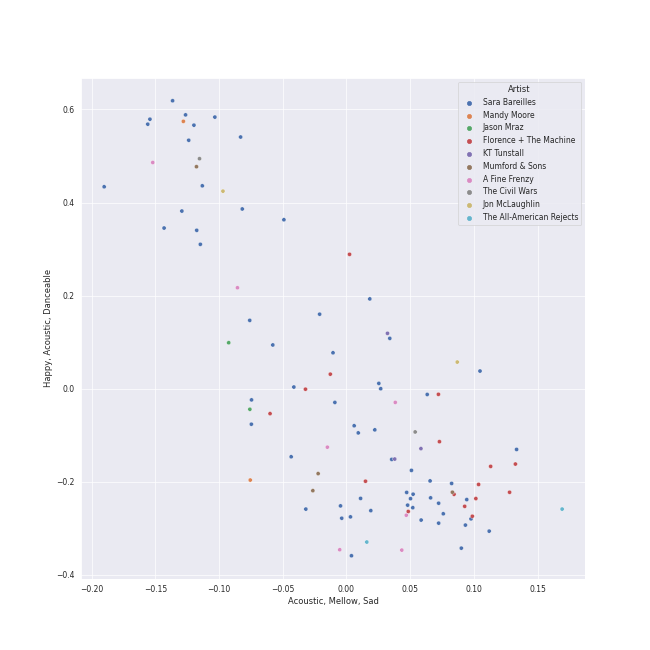 Artist
Sara Bareilles
Mandy Moore
Jason Mraz
Florence + The Machine
KT Tunstall
Mumford & Sons
A Fine Frenzy
The Civil Wars
Jon McLaughlin
The All-American Rejects
0.6
0.4
0.2
0.0
−0.2
−0.4
Happy, Acoustic, Danceable
−0.20
−0.15
−0.10
−0.05
0.00
0.05
0.10
0.15
Acoustic, Mellow, Sad